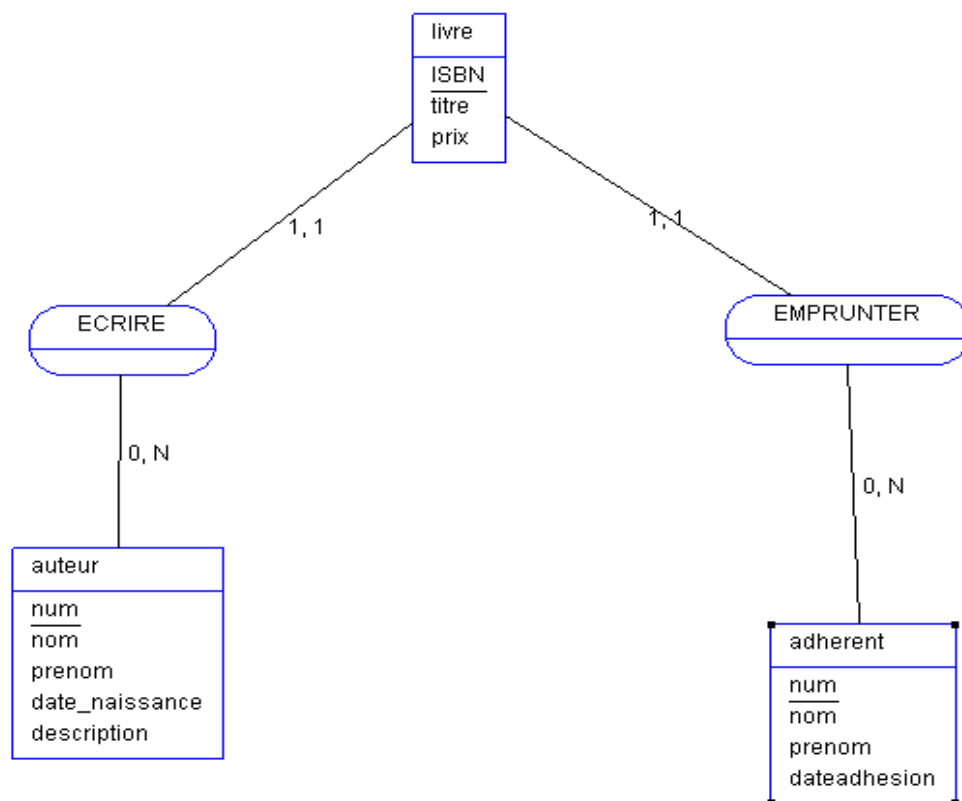 livre
ISBN
titre
prix
1, 1
1, 1
ECRIRE
EMPRUNTER
0, N
0, N
auteur
num
nom
prenom
date_naissance
description
adherent
num
nom
prenom
dateadhesion